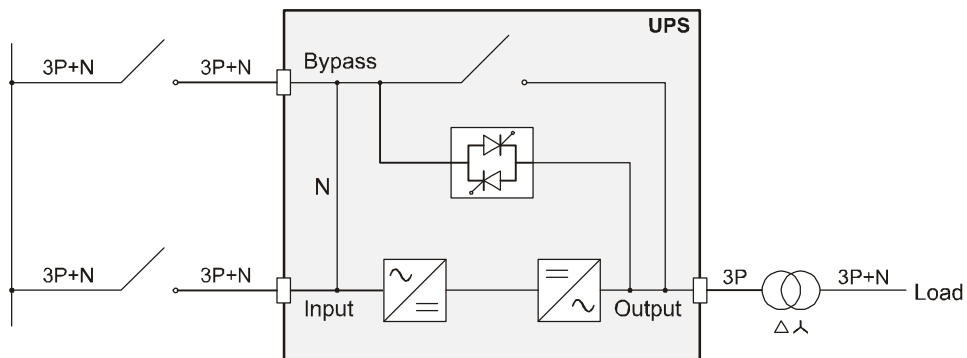 UPS
3P+N
3P+N
Bypass
N
3P+N
3P+N
Input
Output
3P
3P+N
Load